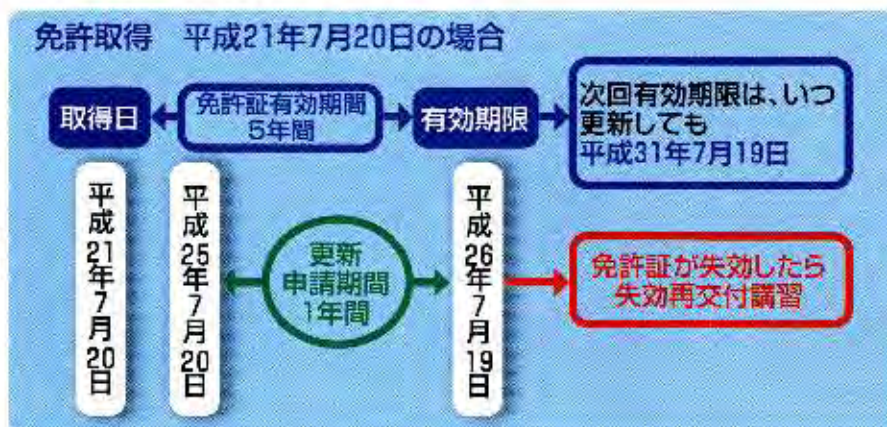 免許取得　平成21年7月20日の場合
取得日
免許証有効期間
5年間
有効期限
次回有効期限は、いつ
更新しても
平成31年7月19日
平成21年7月20日
平成25年7月20日
更新
申請期間
1年間
平成26年7月19日
免許証が失効したら
失効再交付講習